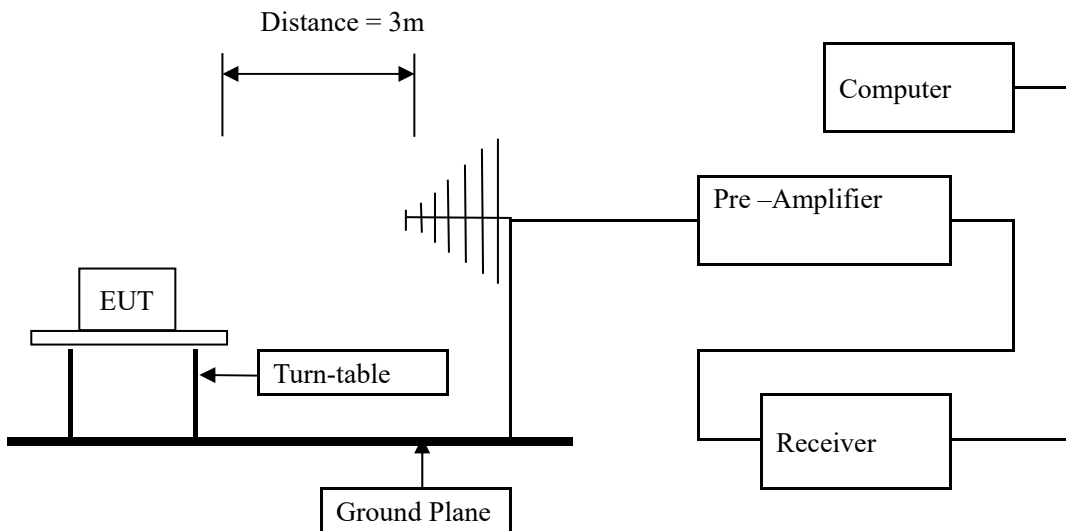 Distance = 3m
Computer
Pre –Amplifier
EUT
Turn-table
Receiver
Ground Plane